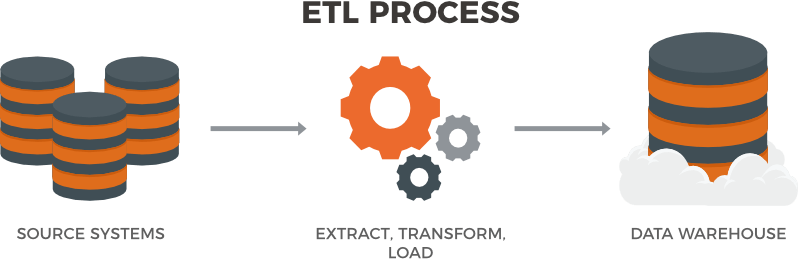 ETL PROCESS
SOURCE SYSTEMS
EXTRACT, TRANSFORM,
LOAD
DATA WAREHOUSE